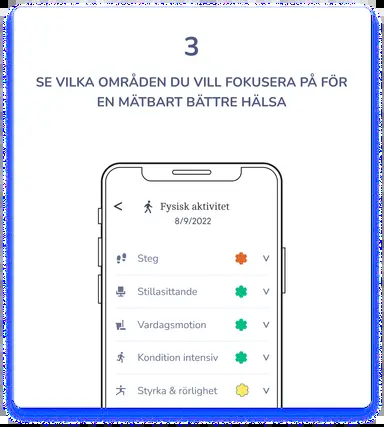 3
SE VILKA OMRÅDEN DU VILL FOKUSERA PÅ FÖR
EN MÄTBART BÄTTRE HÄLSA
< Fysisk aktivitet
8/9/2022
Steg
Stillasittande
Vardagsmotion
Kondition intensiv
Styrka & rörlighet